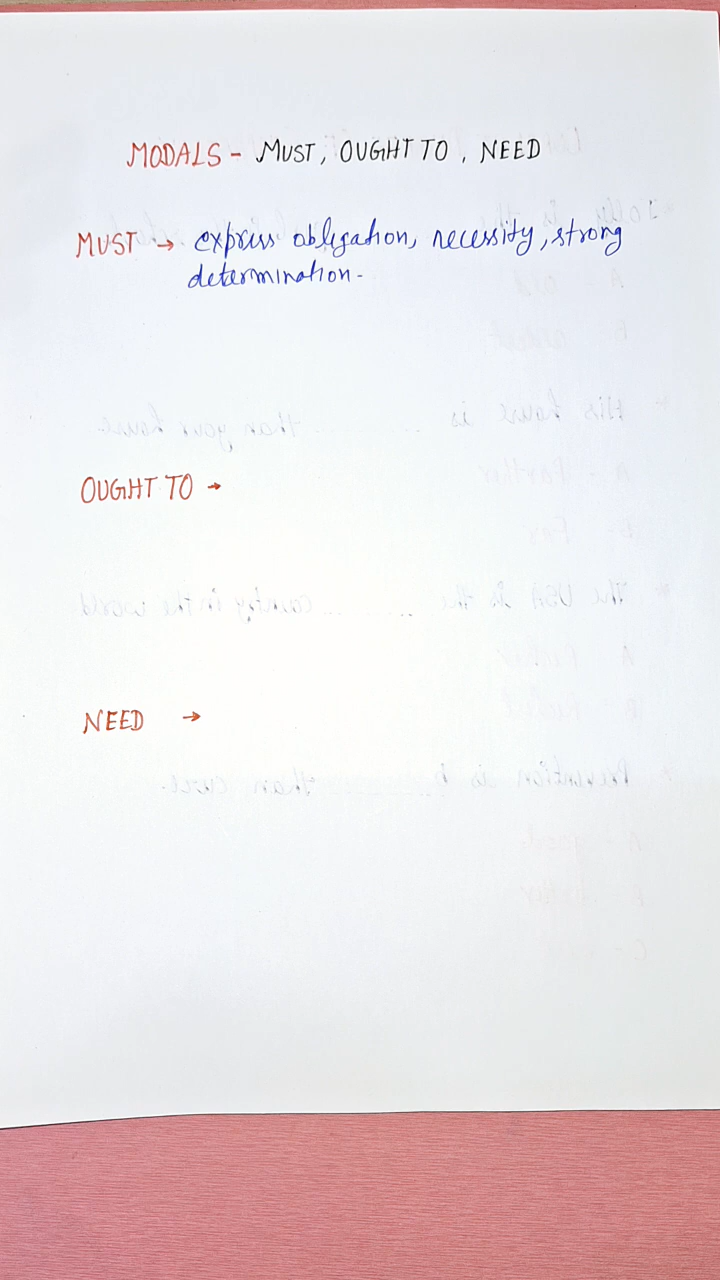 MODALS - MUST, OUGHT TO, NEED
MUST → express obligation, necessity, strong
determination.
OUGHT TO →
NEED →